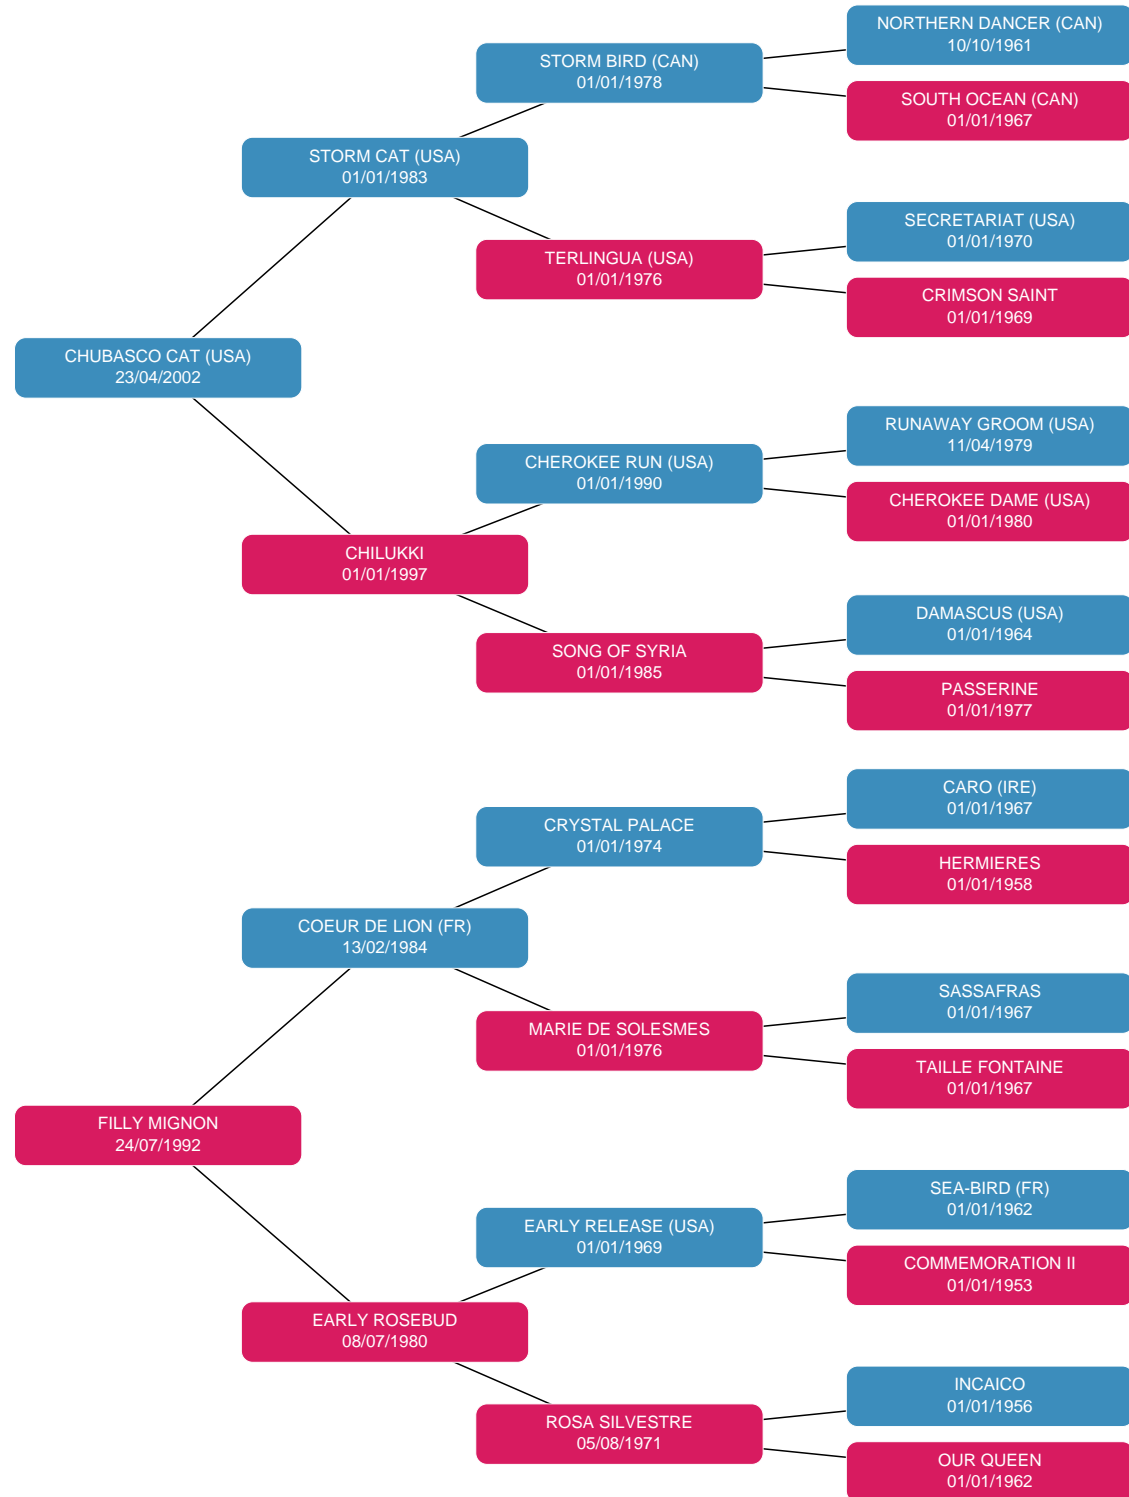 NORTHERN DANCER (CAN)
10/10/1961
STORM BIRD (CAN)
01/01/1978
SOUTH OCEAN (CAN)
01/01/1967
STORM CAT (USA)
01/01/1983
SECRETARIAT (USA)
01/01/1970
TERLINGUA (USA)
01/01/1976
CRIMSON SAINT
01/01/1969
CHUBASCO CAT (USA)
23/04/2002
RUNAWAY GROOM (USA)
11/04/1979
CHEROKEE RUN (USA)
01/01/1990
CHEROKEE DAME (USA)
01/01/1980
CHILUKKI
01/01/1997
DAMASCUS (USA)
01/01/1964
SONG OF SYRIA
01/01/1985
PASSERINE
01/01/1977
CARO (IRE)
01/01/1967
CRYSTAL PALACE
01/01/1974
HERMIERES
01/01/1958
COEUR DE LION (FR)
13/02/1984
SASSAFRAS
01/01/1967
MARIE DE SOLESMES
01/01/1976
TAILLE FONTAINE
01/01/1967
FILLY MIGNON
24/07/1992
SEA-BIRD (FR)
01/01/1962
EARLY RELEASE (USA)
01/01/1969
COMMEMORATION II
01/01/1953
EARLY ROSEBUD
08/07/1980
INCAICO
01/01/1956
ROSA SILVESTRE
05/08/1971
OUR QUEEN
01/01/1962